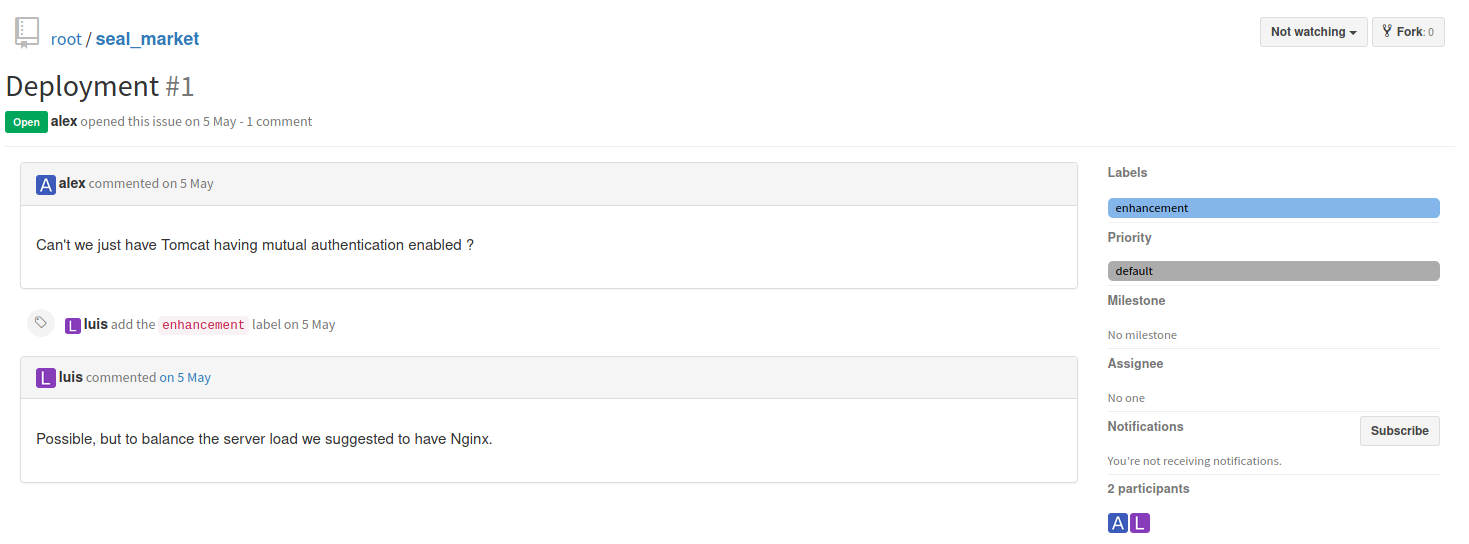 root / seal_market
Not watching
Fork: 0
Deployment #1
Open alex opened this issue on 5 May - 1 comment
A alex commented on 5 May
Can't we just have Tomcat having mutual authentication enabled ?
L luis add the enhancement label on 5 May
L luis commented on 5 May
Possible, but to balance the server load we suggested to have Nginx.
Labels
enhancement
Priority
default
Milestone
No milestone
Assignee
No one
Notifications
Subscribe
You're not receiving notifications.
2 participants
A L